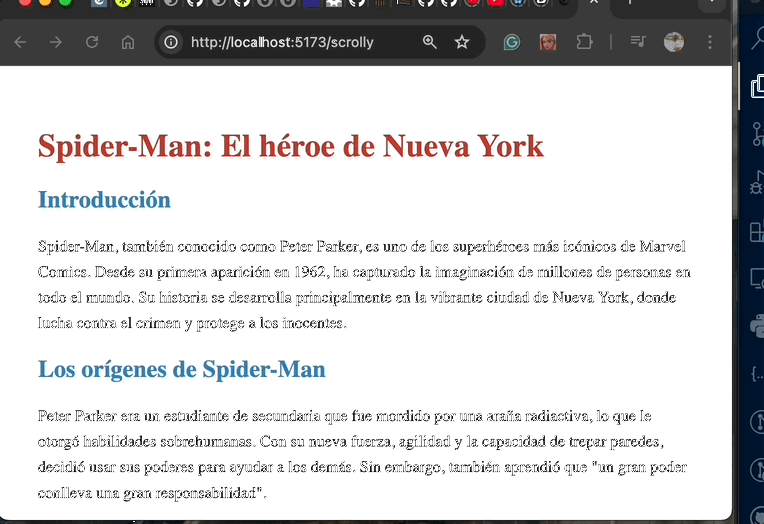 http://localhost:5173/scrolly
Spider-Man: El héroe de Nueva York
Introducción
Spider-Man, también conocido como Peter Parker, es uno de los superhéroes más icónicos de Marvel
Comics. Desde su primera aparición en 1962, ha capturado la imaginación de millones de personas en
todo el mundo. Su historia se desarrolla principalmente en la vibrante ciudad de Nueva York, donde
lucha contra el crimen y protege a los inocentes.
Los orígenes de Spider-Man
Peter Parker era un estudiante de secundaria que fue mordido por una araña radiactiva, lo que le
otorgó habilidades sobrehumanas. Con su nueva fuerza, agilidad y la capacidad de trepar paredes,
decidió usar sus poderes para ayudar a los demás. Sin embargo, también aprendió que "un gran poder
conlleva una gran responsabilidad".